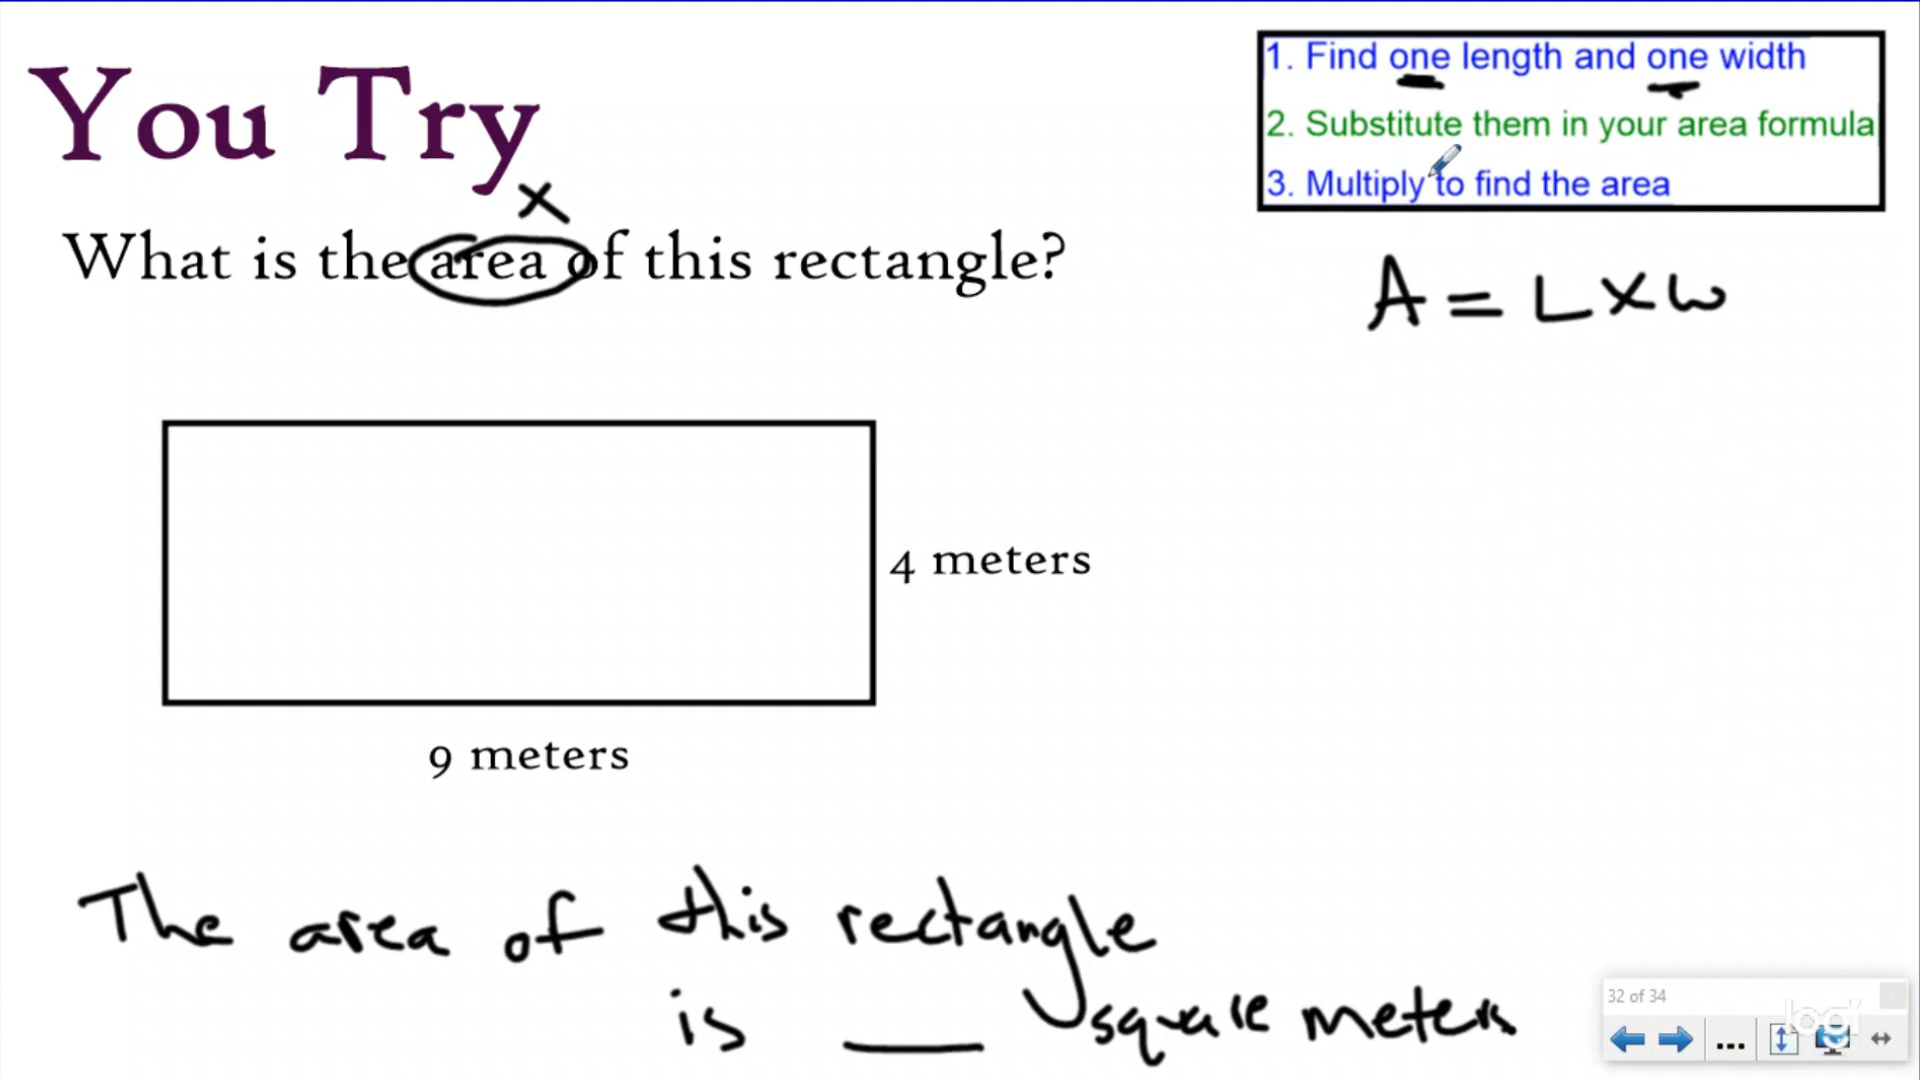 You Try
1. Find one length and one width
2. Substitute them in your area formula
3. Multiply to find the area
x
What is the area of this rectangle?
A = L x w
4 meters
9 meters
The area of this rectangle
is ___ square meters
32 of 34
...
logi